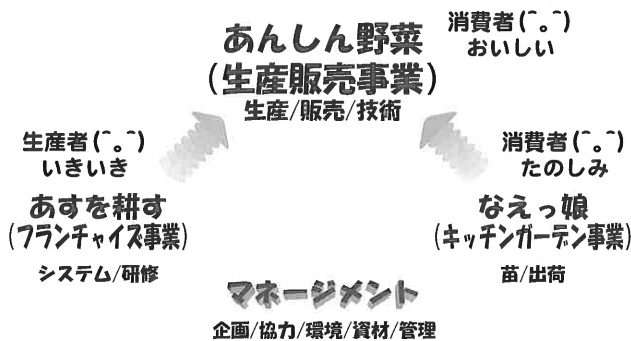 あんしん野菜
(生産販売事業)
生産/販売/技術
消費者(^｡^)
おいしい
生産者(^｡^)
いきいき
あすを耕す
(フランチャイズ事業)
システム/研修
消費者(^｡^)
たのしみ
なえっ娘
(キッチンガーデン事業)
苗/出荷
マネージメント
企画/協力/環境/資材/管理